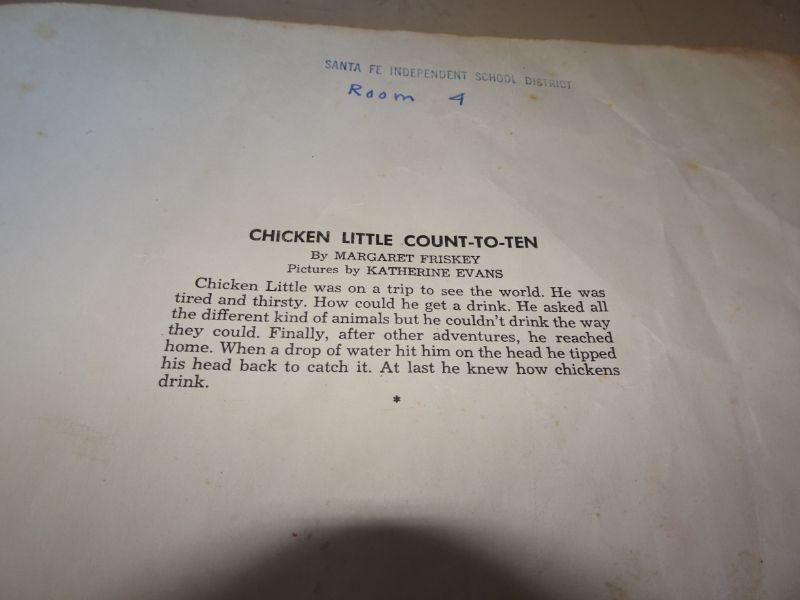 SANTA FE INDEPENDENT SCHOOL DISTRICT
Room 4
CHICKEN LITTLE COUNT-TO-TEN
By MARGARET FRISKEY
Pictures by KATHERINE EVANS
Chicken Little was on a trip to see the world. He was
tired and thirsty. How could he get a drink. He asked all
the different kind of animals but he couldn't drink the way
they could. Finally, after other adventures, he reached
home. When a drop of water hit him on the head he tipped
his head back to catch it. At last he knew how chickens
drink.
*